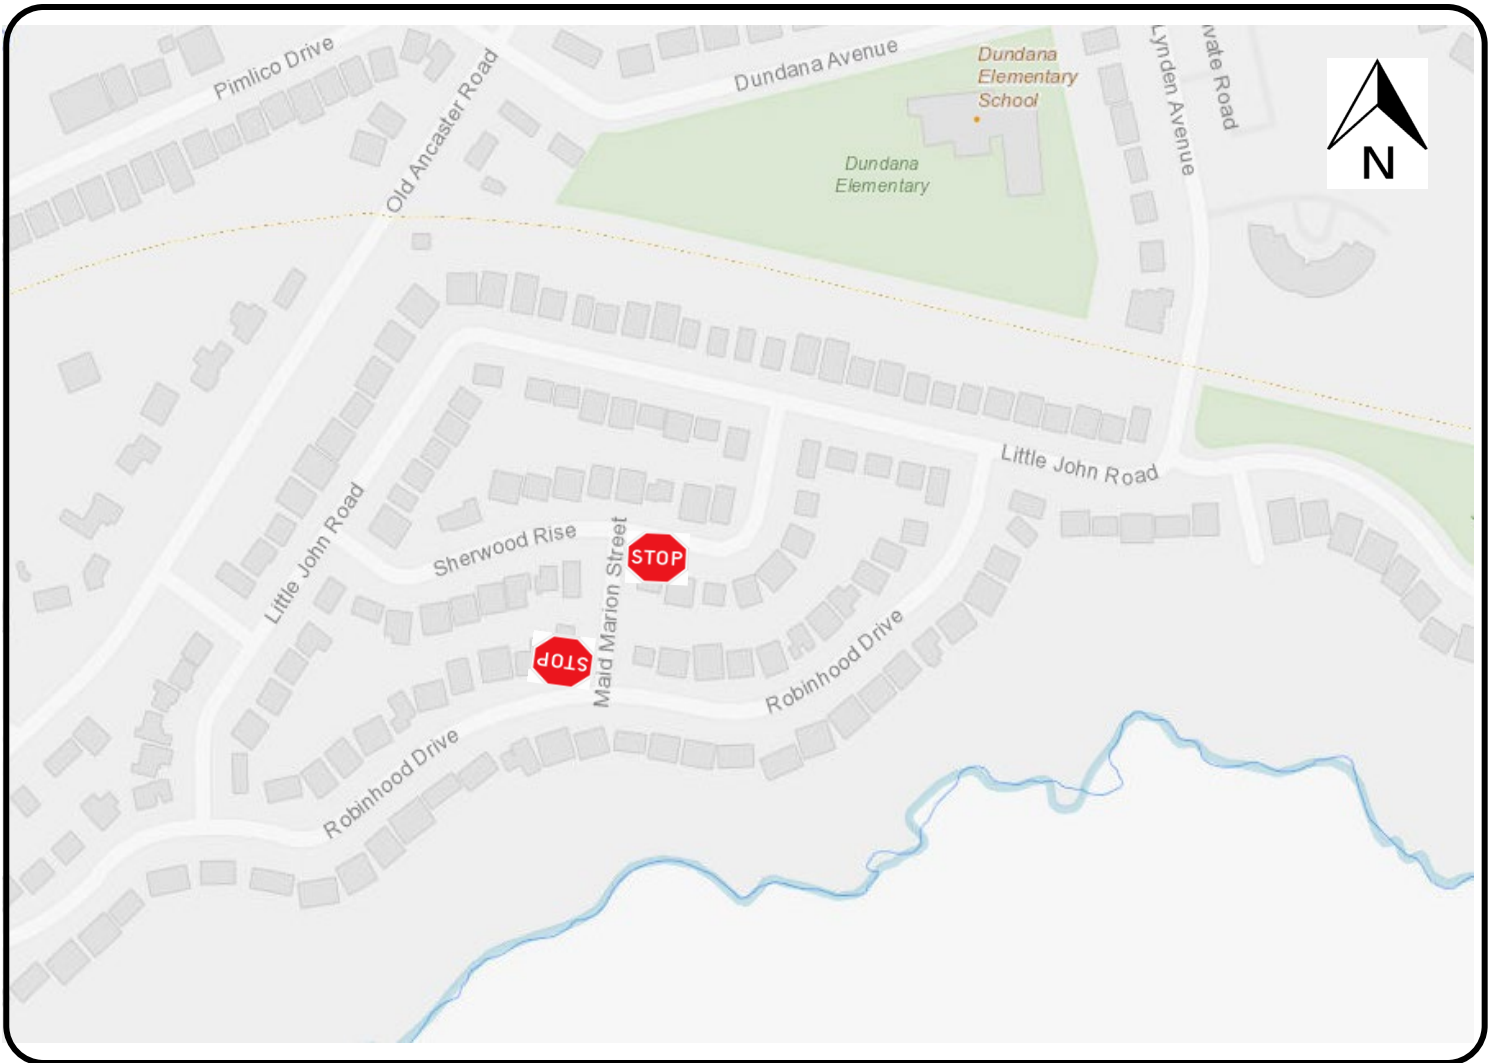 Pimlico Drive
Old Ancaster Road
Dundana Avenue
Dundana
Elementary
School
Dundana
Elementary
Lynden Avenue
vate Road
N
Little John Road
Little John Road
Sherwood Rise
Maid Marion Street
STOP
STOP
Robinhood Drive
Robinhood Drive